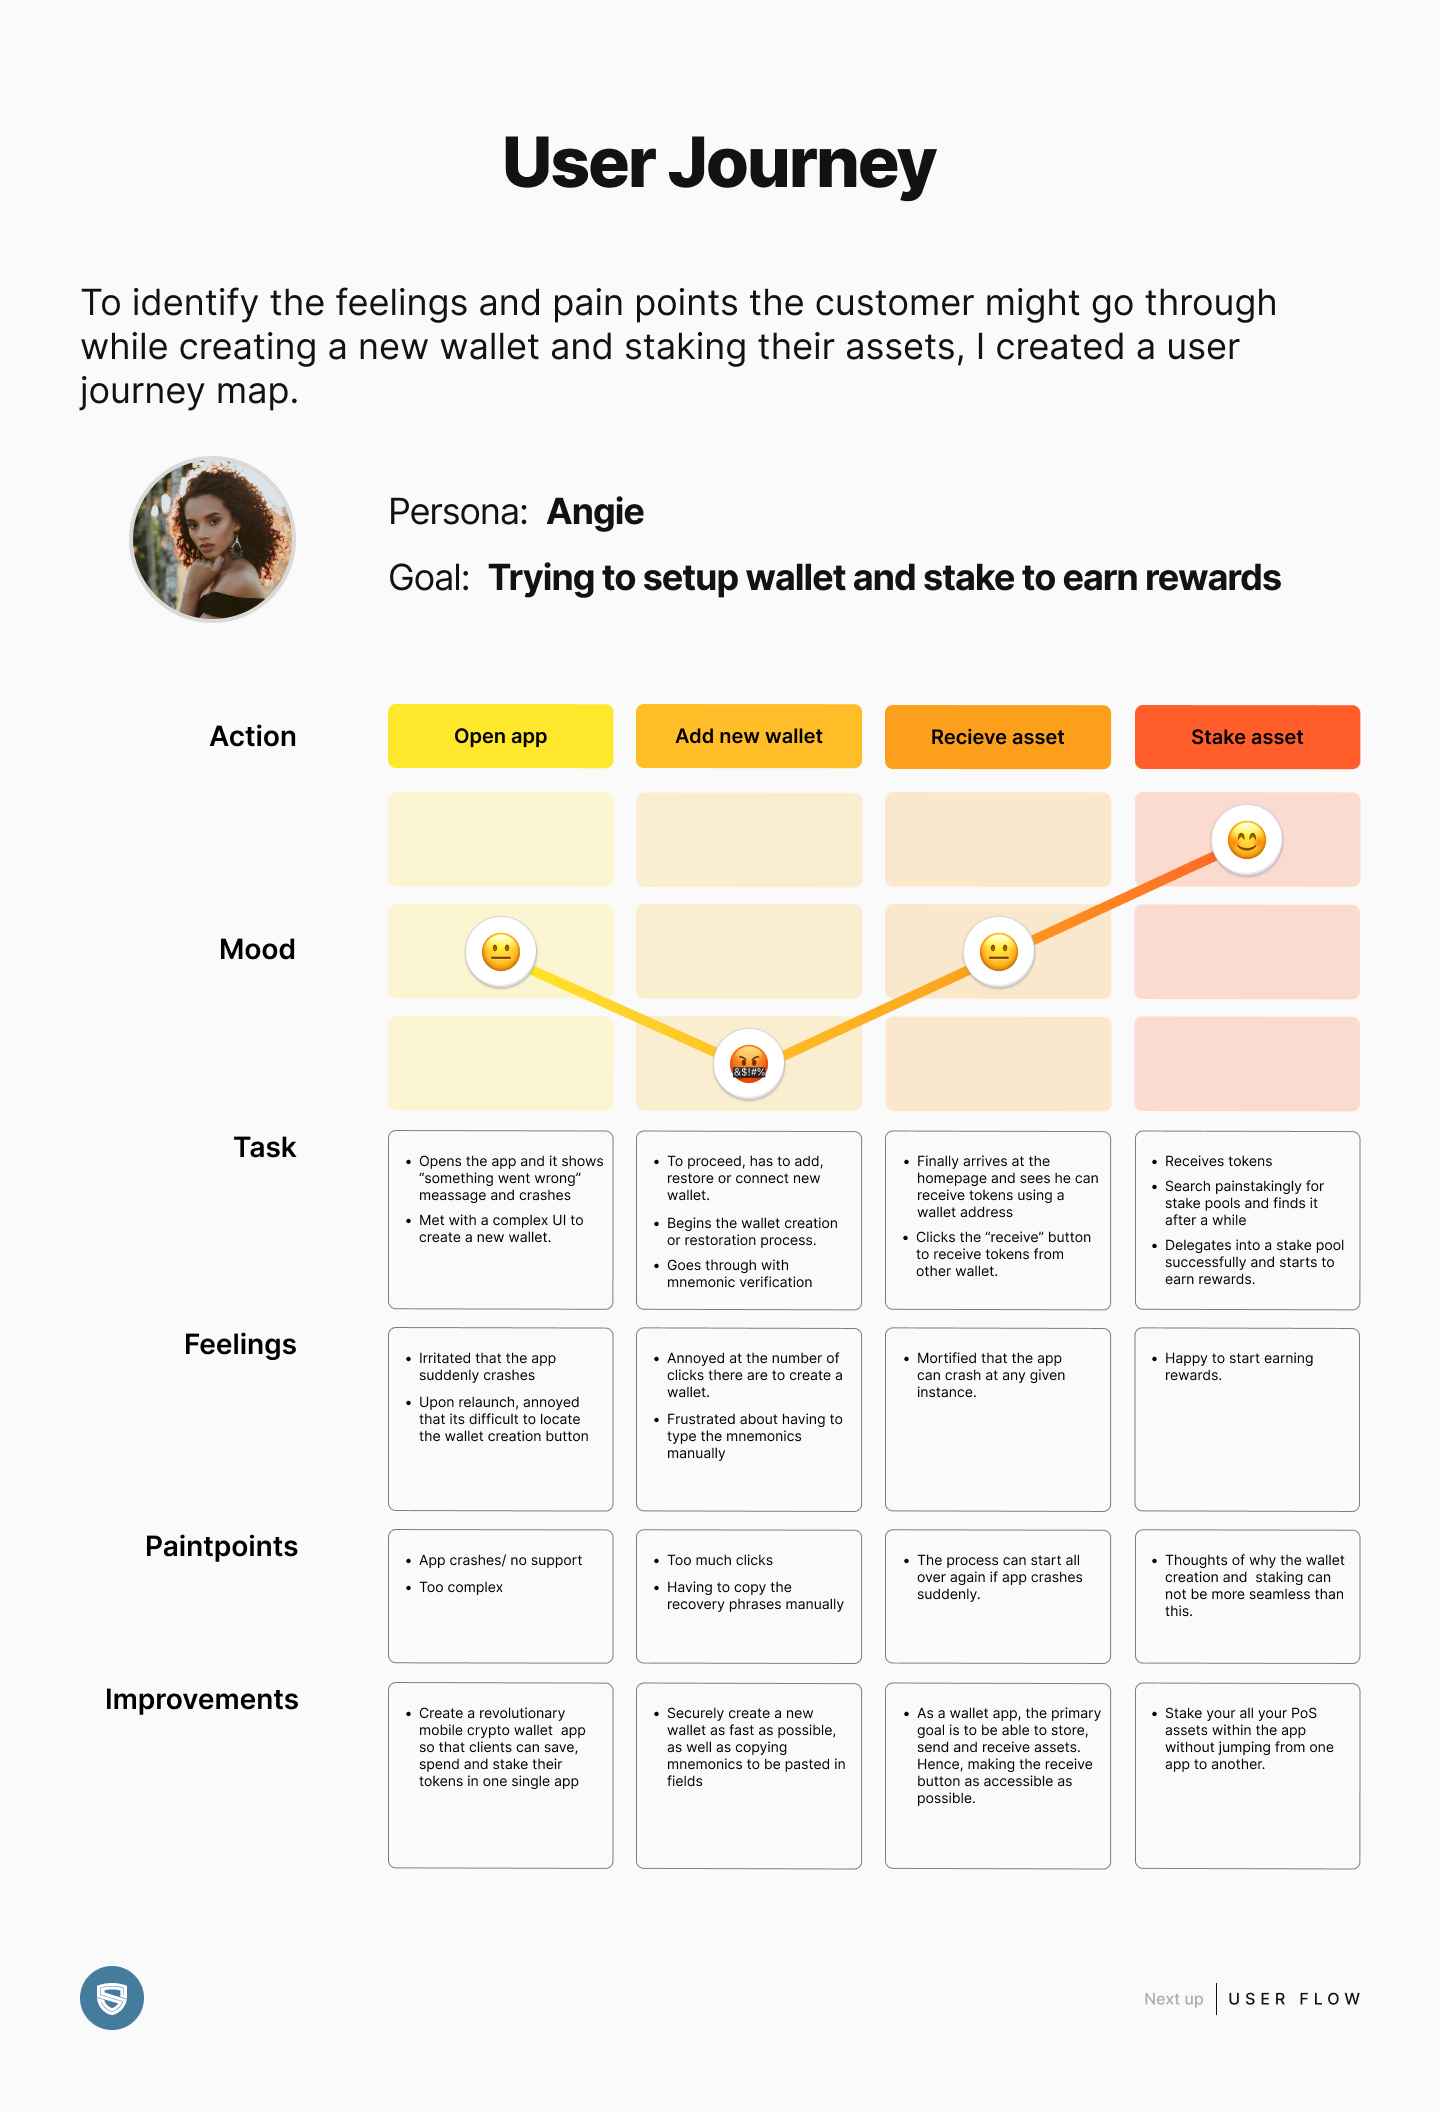 User Journey
To identify the feelings and pain points the customer might go through
while creating a new wallet and staking their assets, I created a user
journey map.
Persona: Angie
Goal: Trying to setup wallet and stake to earn rewards
Action
Open app
Add new wallet
Recieve asset
Stake asset
Mood
&$!#%
Task
• Opens the app and it shows
“something went wrong”
meassage and crashes
• Met with a complex UI to
create a new wallet.
• To proceed, has to add,
restore or connect new
wallet.
• Begins the wallet creation
or restoration process.
• Goes through with
mnemonic verification
• Finally arrives at the
homepage and sees he can
receive tokens using a
wallet address
• Clicks the “receive” button
to receive tokens from
other wallet.
• Receives tokens
• Search painstakingly for
stake pools and finds it
after a while
• Delegates into a stake pool
successfully and starts to
earn rewards.
Feelings
• Irritated that the app
suddenly crashes
• Upon relaunch, annoyed
that its difficult to locate
the wallet creation button
• Annoyed at the number of
clicks there are to create a
wallet.
• Frustrated about having to
type the mnemonics
manually
• Mortified that the app
can crash at any given
instance.
• Happy to start earning
rewards.
Paintpoints
• App crashes/ no support
• Too complex
• Too much clicks
• Having to copy the
recovery phrases manually
• The process can start all
over again if app crashes
suddenly.
• Thoughts of why the wallet
creation and staking can
not be more seamless than
this.
Improvements
• Create a revolutionary
mobile crypto wallet app
so that clients can save,
spend and stake their
tokens in one single app
• Securely create a new
wallet as fast as possible,
as well as copying
mnemonics to be pasted in
fields
• As a wallet app, the primary
goal is to be able to store,
send and receive assets.
Hence, making the receive
button as accessible as
possible.
• Stake your all your PoS
assets within the app
without jumping from one
app to another.
Next up | USER FLOW